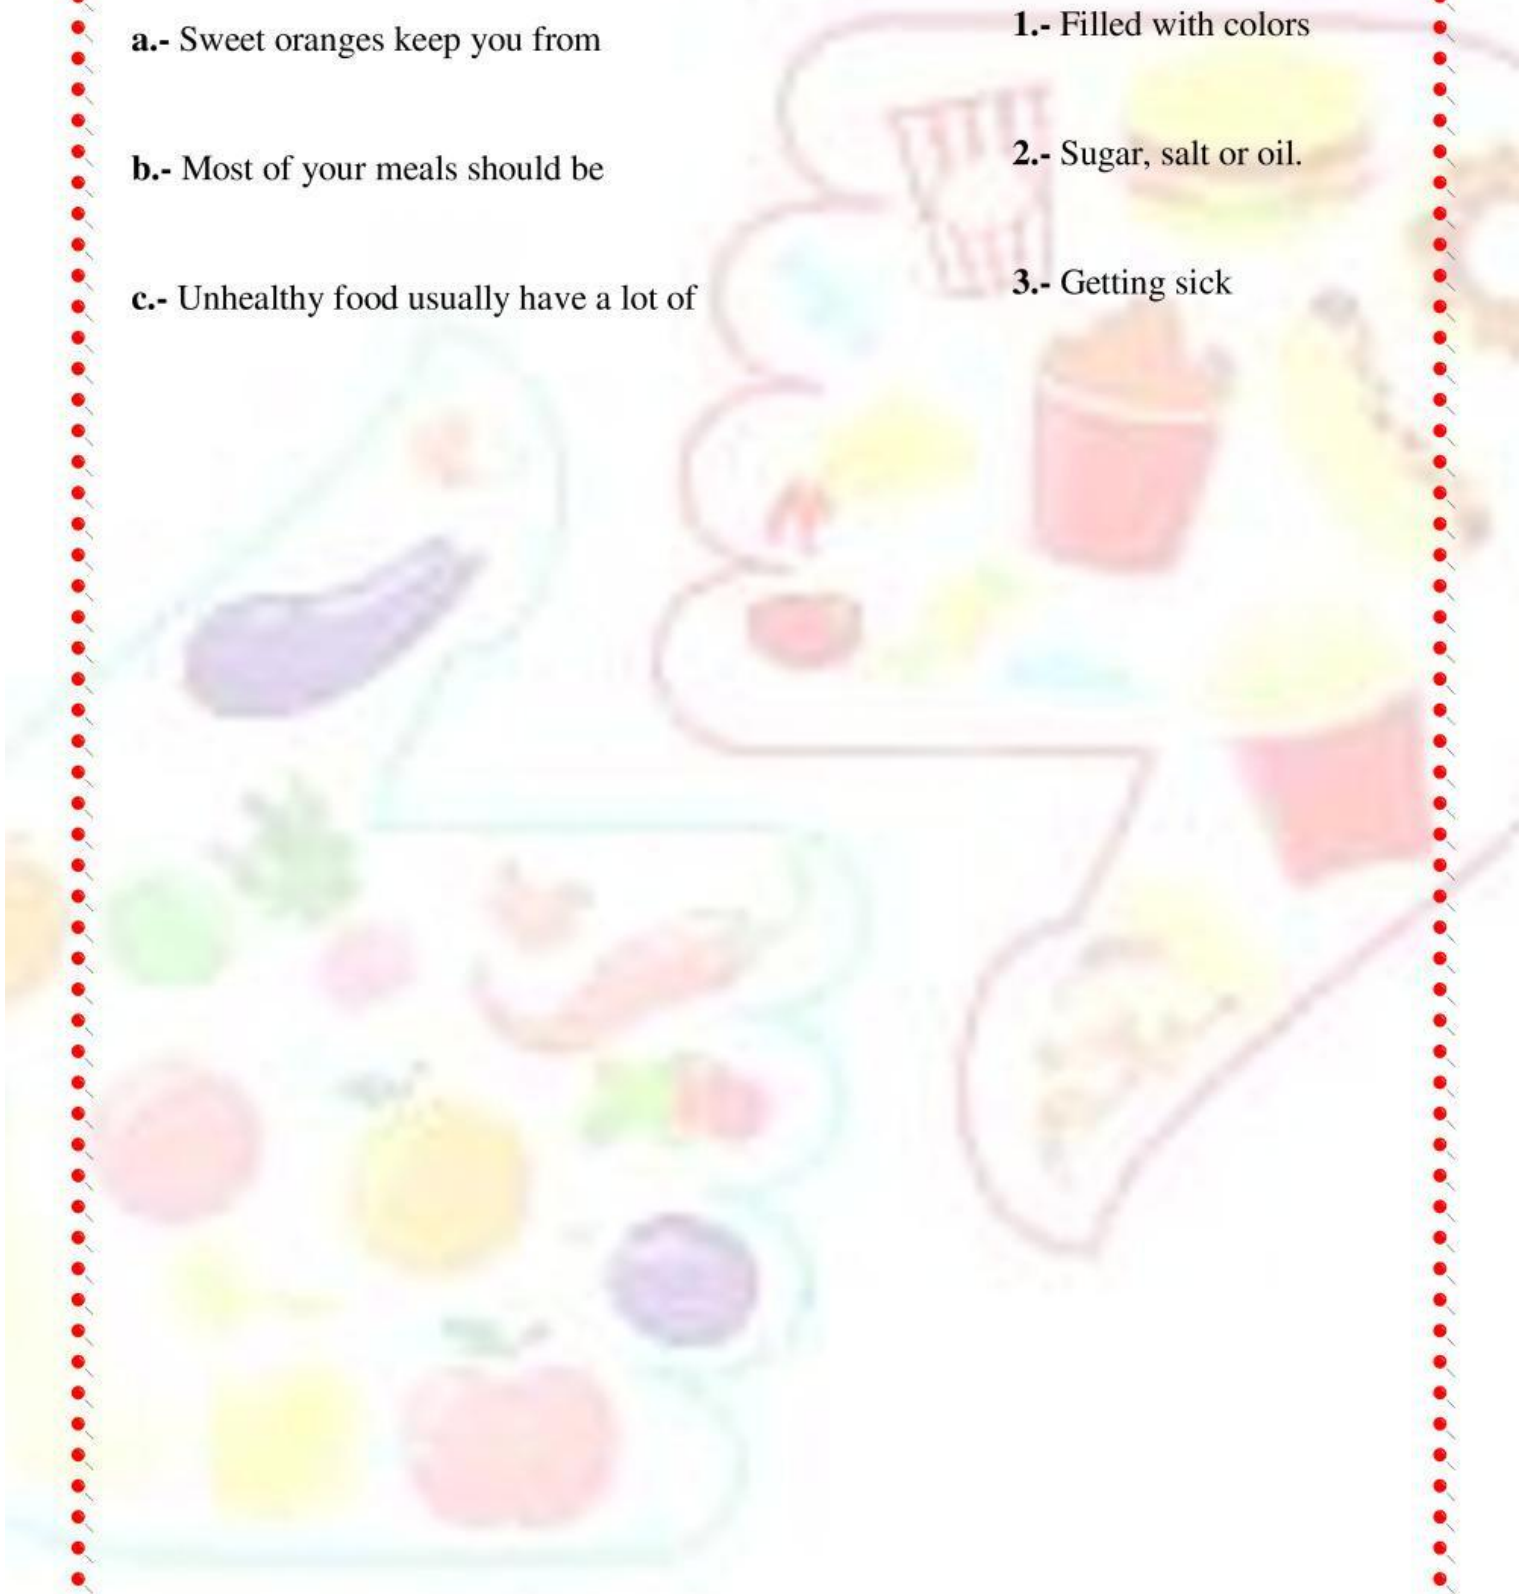 a.- Sweet oranges keep you from
1.- Filled with colors
b.- Most of your meals should be
2.- Sugar, salt or oil.
c.- Unhealthy food usually have a lot of
3.- Getting sick